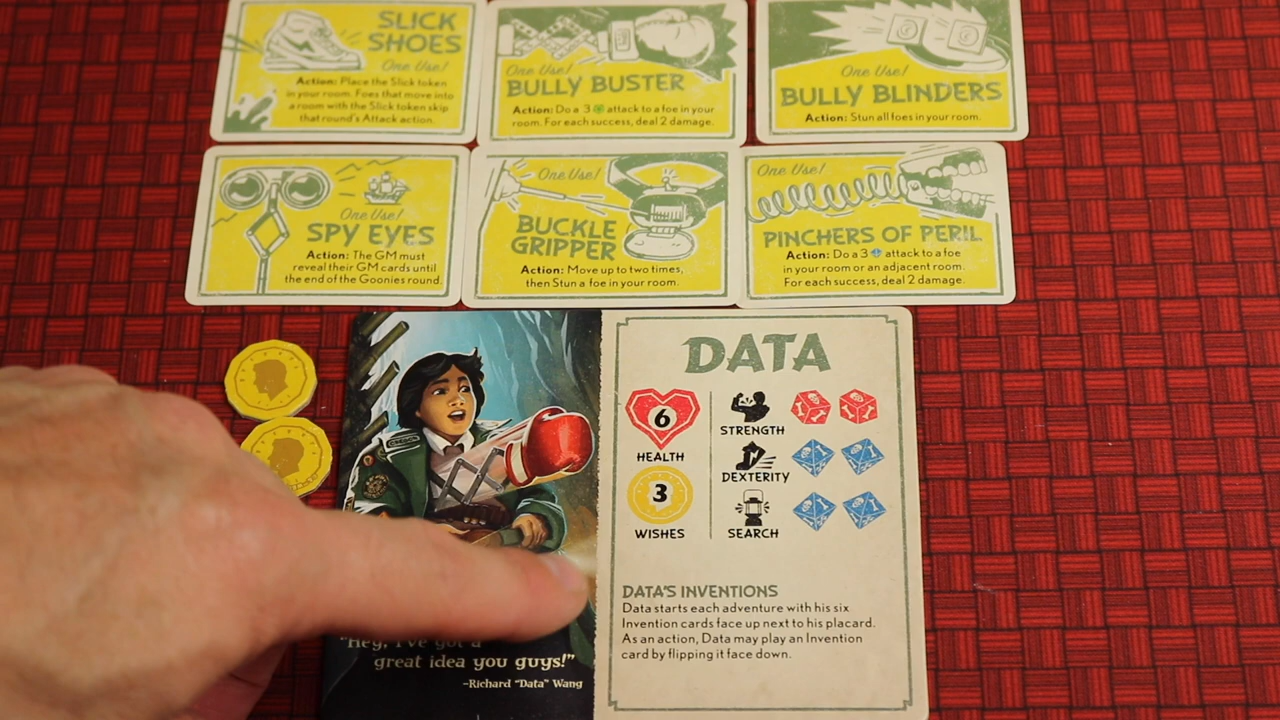 SLICK
SHOES
One Use!
Action: Place the Slick token
in your room. Foes that move into
a room with the Slick token skip
that round's Attack action.
One Use!
BULLY BUSTER
Action: Do a 3 attack to a foe in your
room. For each success, deal 2 damage.
One Use!
BULLY BLINDERS
Action: Stun all foes in your room.
One Use!
SPY EYES
Action: The GM must
reveal their GM cards until
the end of the Goonies round.
One Use!
BUCKLE
GRIPPER
Action: Move up to two times,
then Stun a foe in your room.
One Use!
PINCHERS OF PERIL
Action: Do a 3 attack to a foe
in your room or an adjacent room.
For each success, deal 2 damage.
"Hey, I've got a
great idea you guys!"
-Richard "Data" Wang
DATA
6
HEALTH
3
WISHES
STRENGTH
DEXTERITY
SEARCH
DATA'S INVENTIONS
Data starts each adventure with his six
Invention cards face up next to his placard.
As an action, Data may play an Invention
card by flipping it face down.